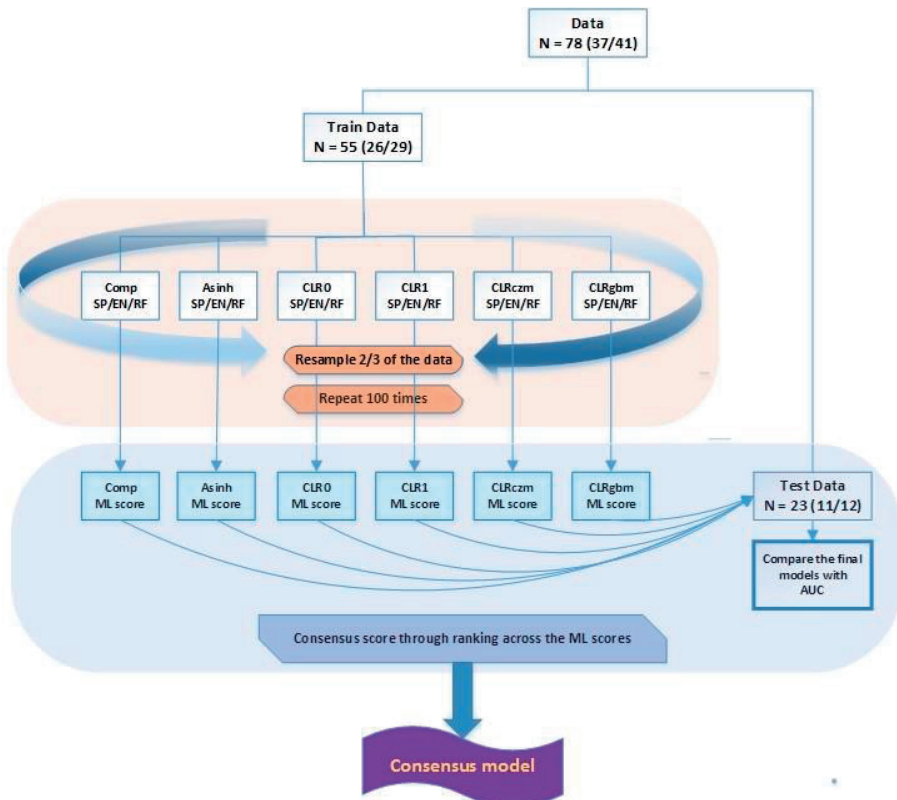 Data
N = 78 (37/41)
Train Data
N = 55 (26/29)
Comp
SP/EN/RF
Asinh
SP/EN/RF
CLR0
SP/EN/RF
CLR1
SP/EN/RF
CLRczm
SP/EN/RF
CLRgbm
SP/EN/RF
Resample 2/3 of the data
Repeat 100 times
Comp
ML score
Asinh
ML score
CLR0
ML score
CLR1
ML score
CLRczm
ML score
CLRgbm
ML score
Test Data
N = 23 (11/12)
Compare the final
models with
AUC
Consensus score through ranking across the ML scores
Consensus model